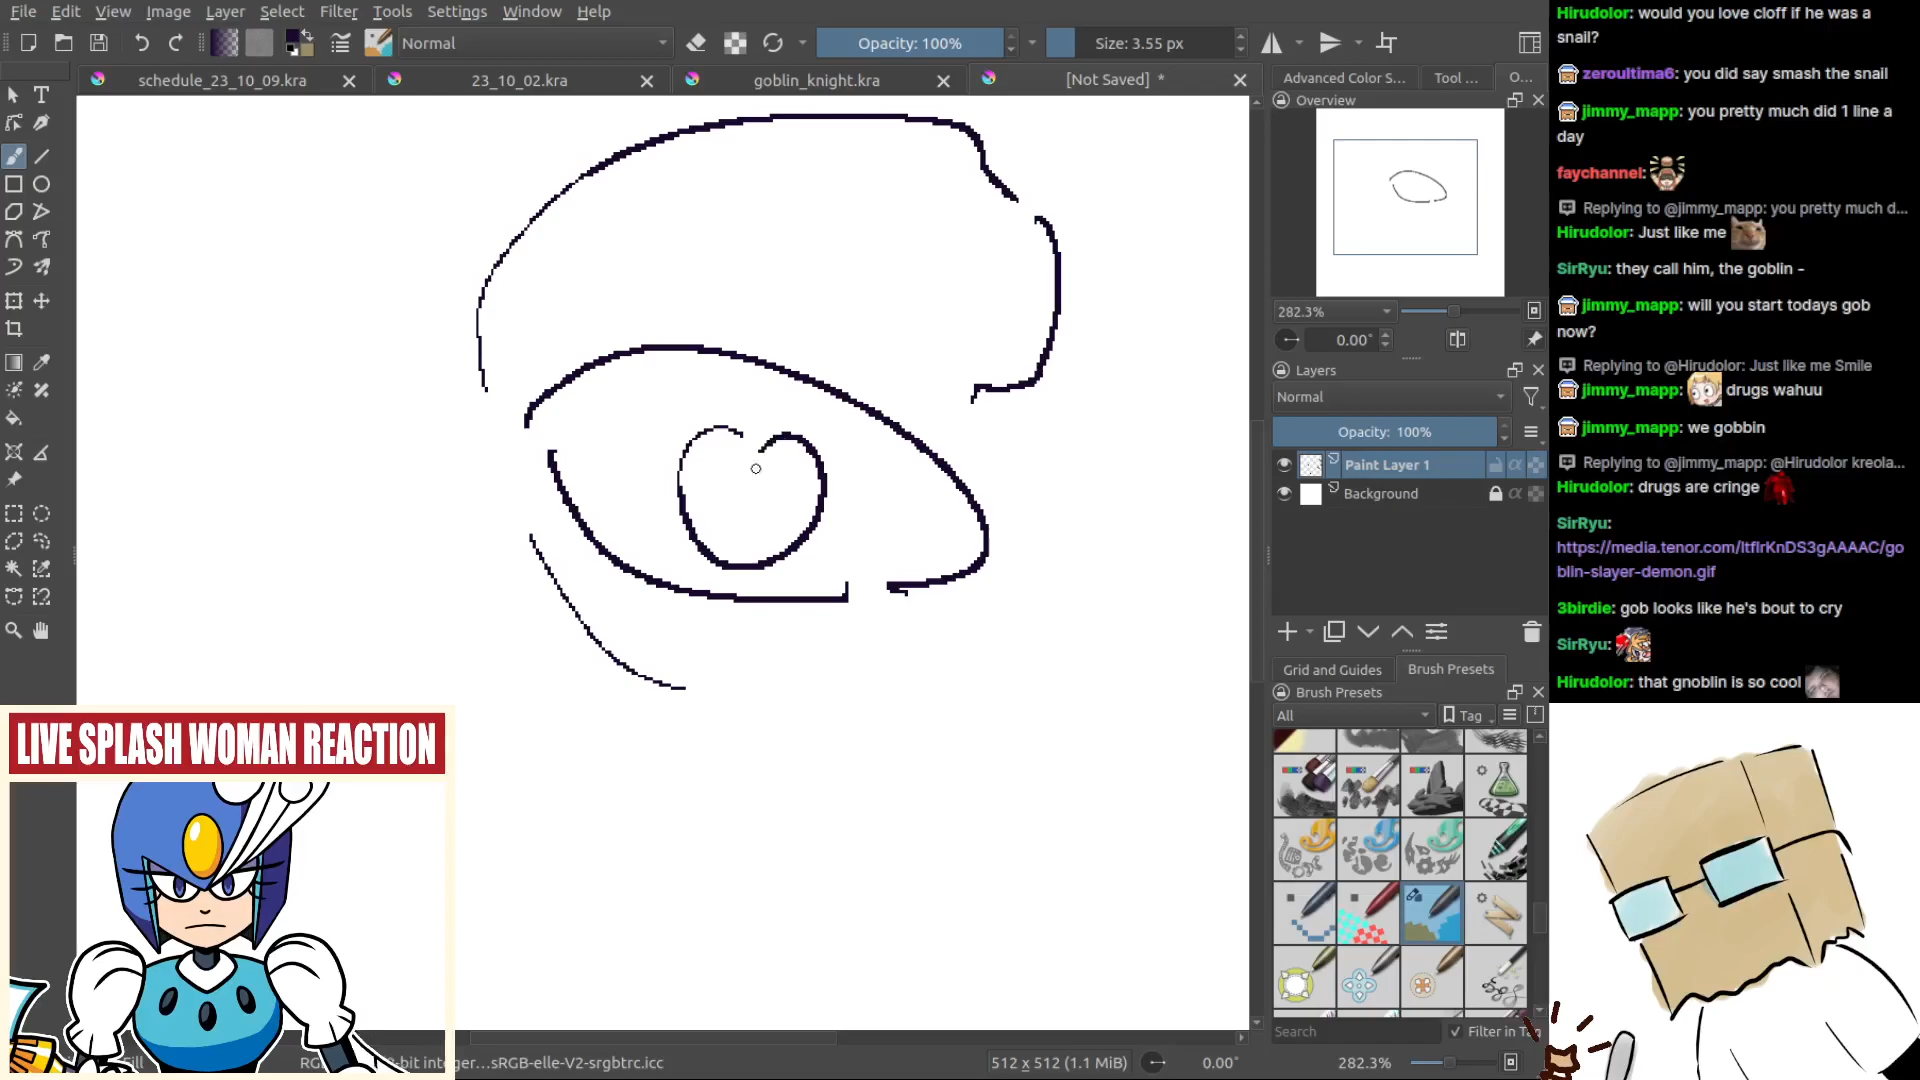 File Edit View Image Layer Select Filter Tools Settings Window Help
Normal
Opacity: 100%
Size: 3.55 px
schedule_23_10_09.kra
23_10_02.kra
goblin_knight.kra
[Not Saved] *
Advanced Color S...
Tool ...
O...
Overview
282.3%
0.00°
Layers
Normal
Opacity: 100%
Paint Layer 1
Background
Grid and Guides
Brush Presets
Brush Presets
All
Tag
Search
Filter in Tag
512 x 512 (1.1 MiB)
0.00°
282.3%
-bit integer...sRGB-elle-V2-srgbtrc.icc
LIVE SPLASH WOMAN REACTION
Hirudolor: would you love cloff if he was a
snail?
zeroultima6: you did say smash the snail
jimmy_mapp: you pretty much did 1 line a
day
faychannel:
Replying to @jimmy_mapp: you pretty much d...
Hirudolor: Just like me
SirRyu: they call him, the goblin -
jimmy_mapp: will you start todays gob
now?
Replying to @Hirudolor: Just like me Smile
jimmy_mapp: drugs wahuu
jimmy_mapp: we gobbin
Replying to @jimmy_mapp: @Hirudolor kreola...
Hirudolor: drugs are cringe
SirRyu:
https://media.tenor.com/ltflrKnDS3gAAAAC/go
blin-slayer-demon.gif
3birdie: gob looks like he's bout to cry
SirRyu:
Hirudolor: that gnoblin is so cool